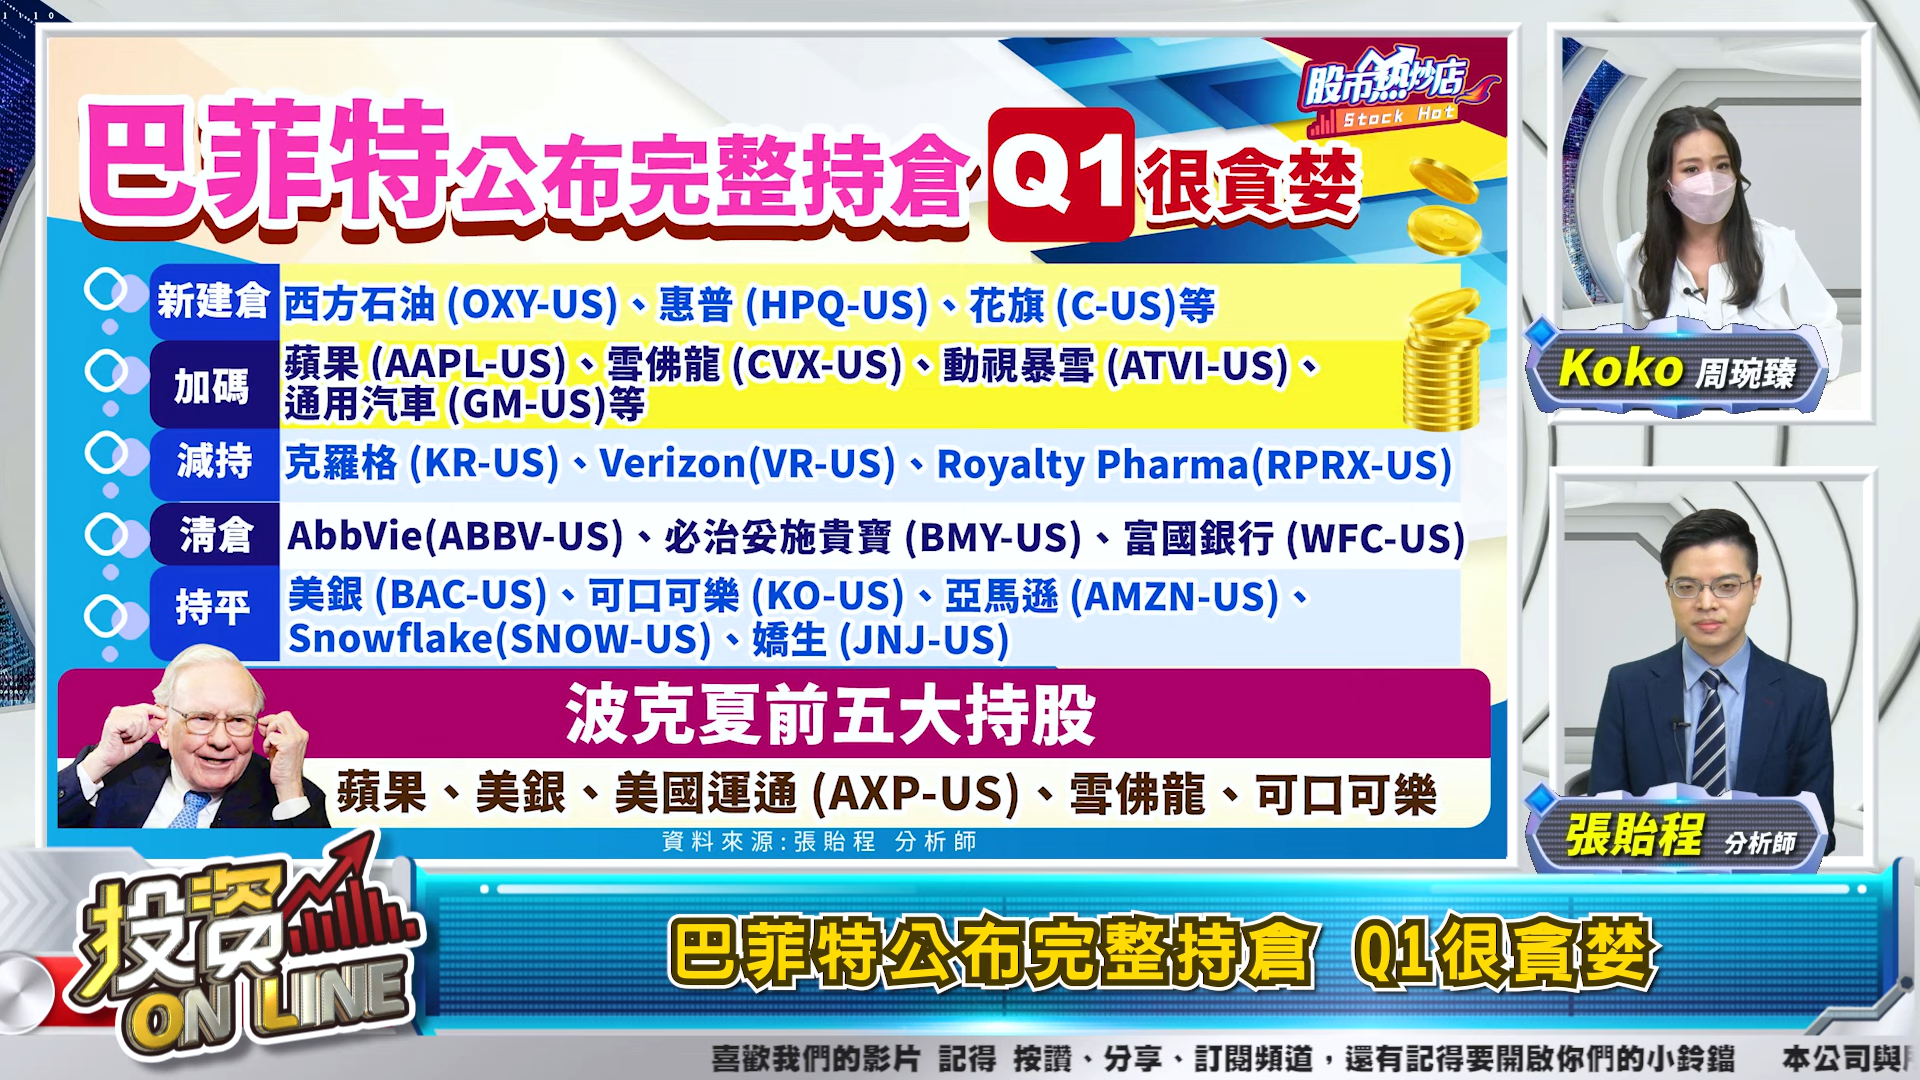 股市熱炒店
Stock Hot
巴菲特公布完整持倉 Q1 很貪婪
新建倉 西方石油 (OXY-US)、惠普 (HPQ-US)、花旗 (C-US)等
加碼 蘋果 (AAPL-US)、雪佛龍 (CVX-US)、動視暴雪 (ATVI-US)、
通用汽車 (GM-US)等
減持 克羅格 (KR-US)、Verizon(VR-US)、Royalty Pharma(RPRX-US)
清倉 AbbVie(ABBV-US)、必治妥施貴寶 (BMY-US)、富國銀行 (WFC-US)
持平 美銀 (BAC-US)、可口可樂 (KO-US)、亞馬遜 (AMZN-US)、
Snowflake(SNOW-US)、嬌生 (JNJ-US)
波克夏前五大持股
蘋果、美銀、美國運通 (AXP-US)、雪佛龍、可口可樂
資料來源:張貽程 分析師
Koko 周琬臻
張貽程 分析師
投資
ON LINE
巴菲特公布完整持倉 Q1很貪婪
喜歡我們的影片 記得 按讚、分享、訂閱頻道，還有記得要開啟你們的小鈴鐺 本公司與